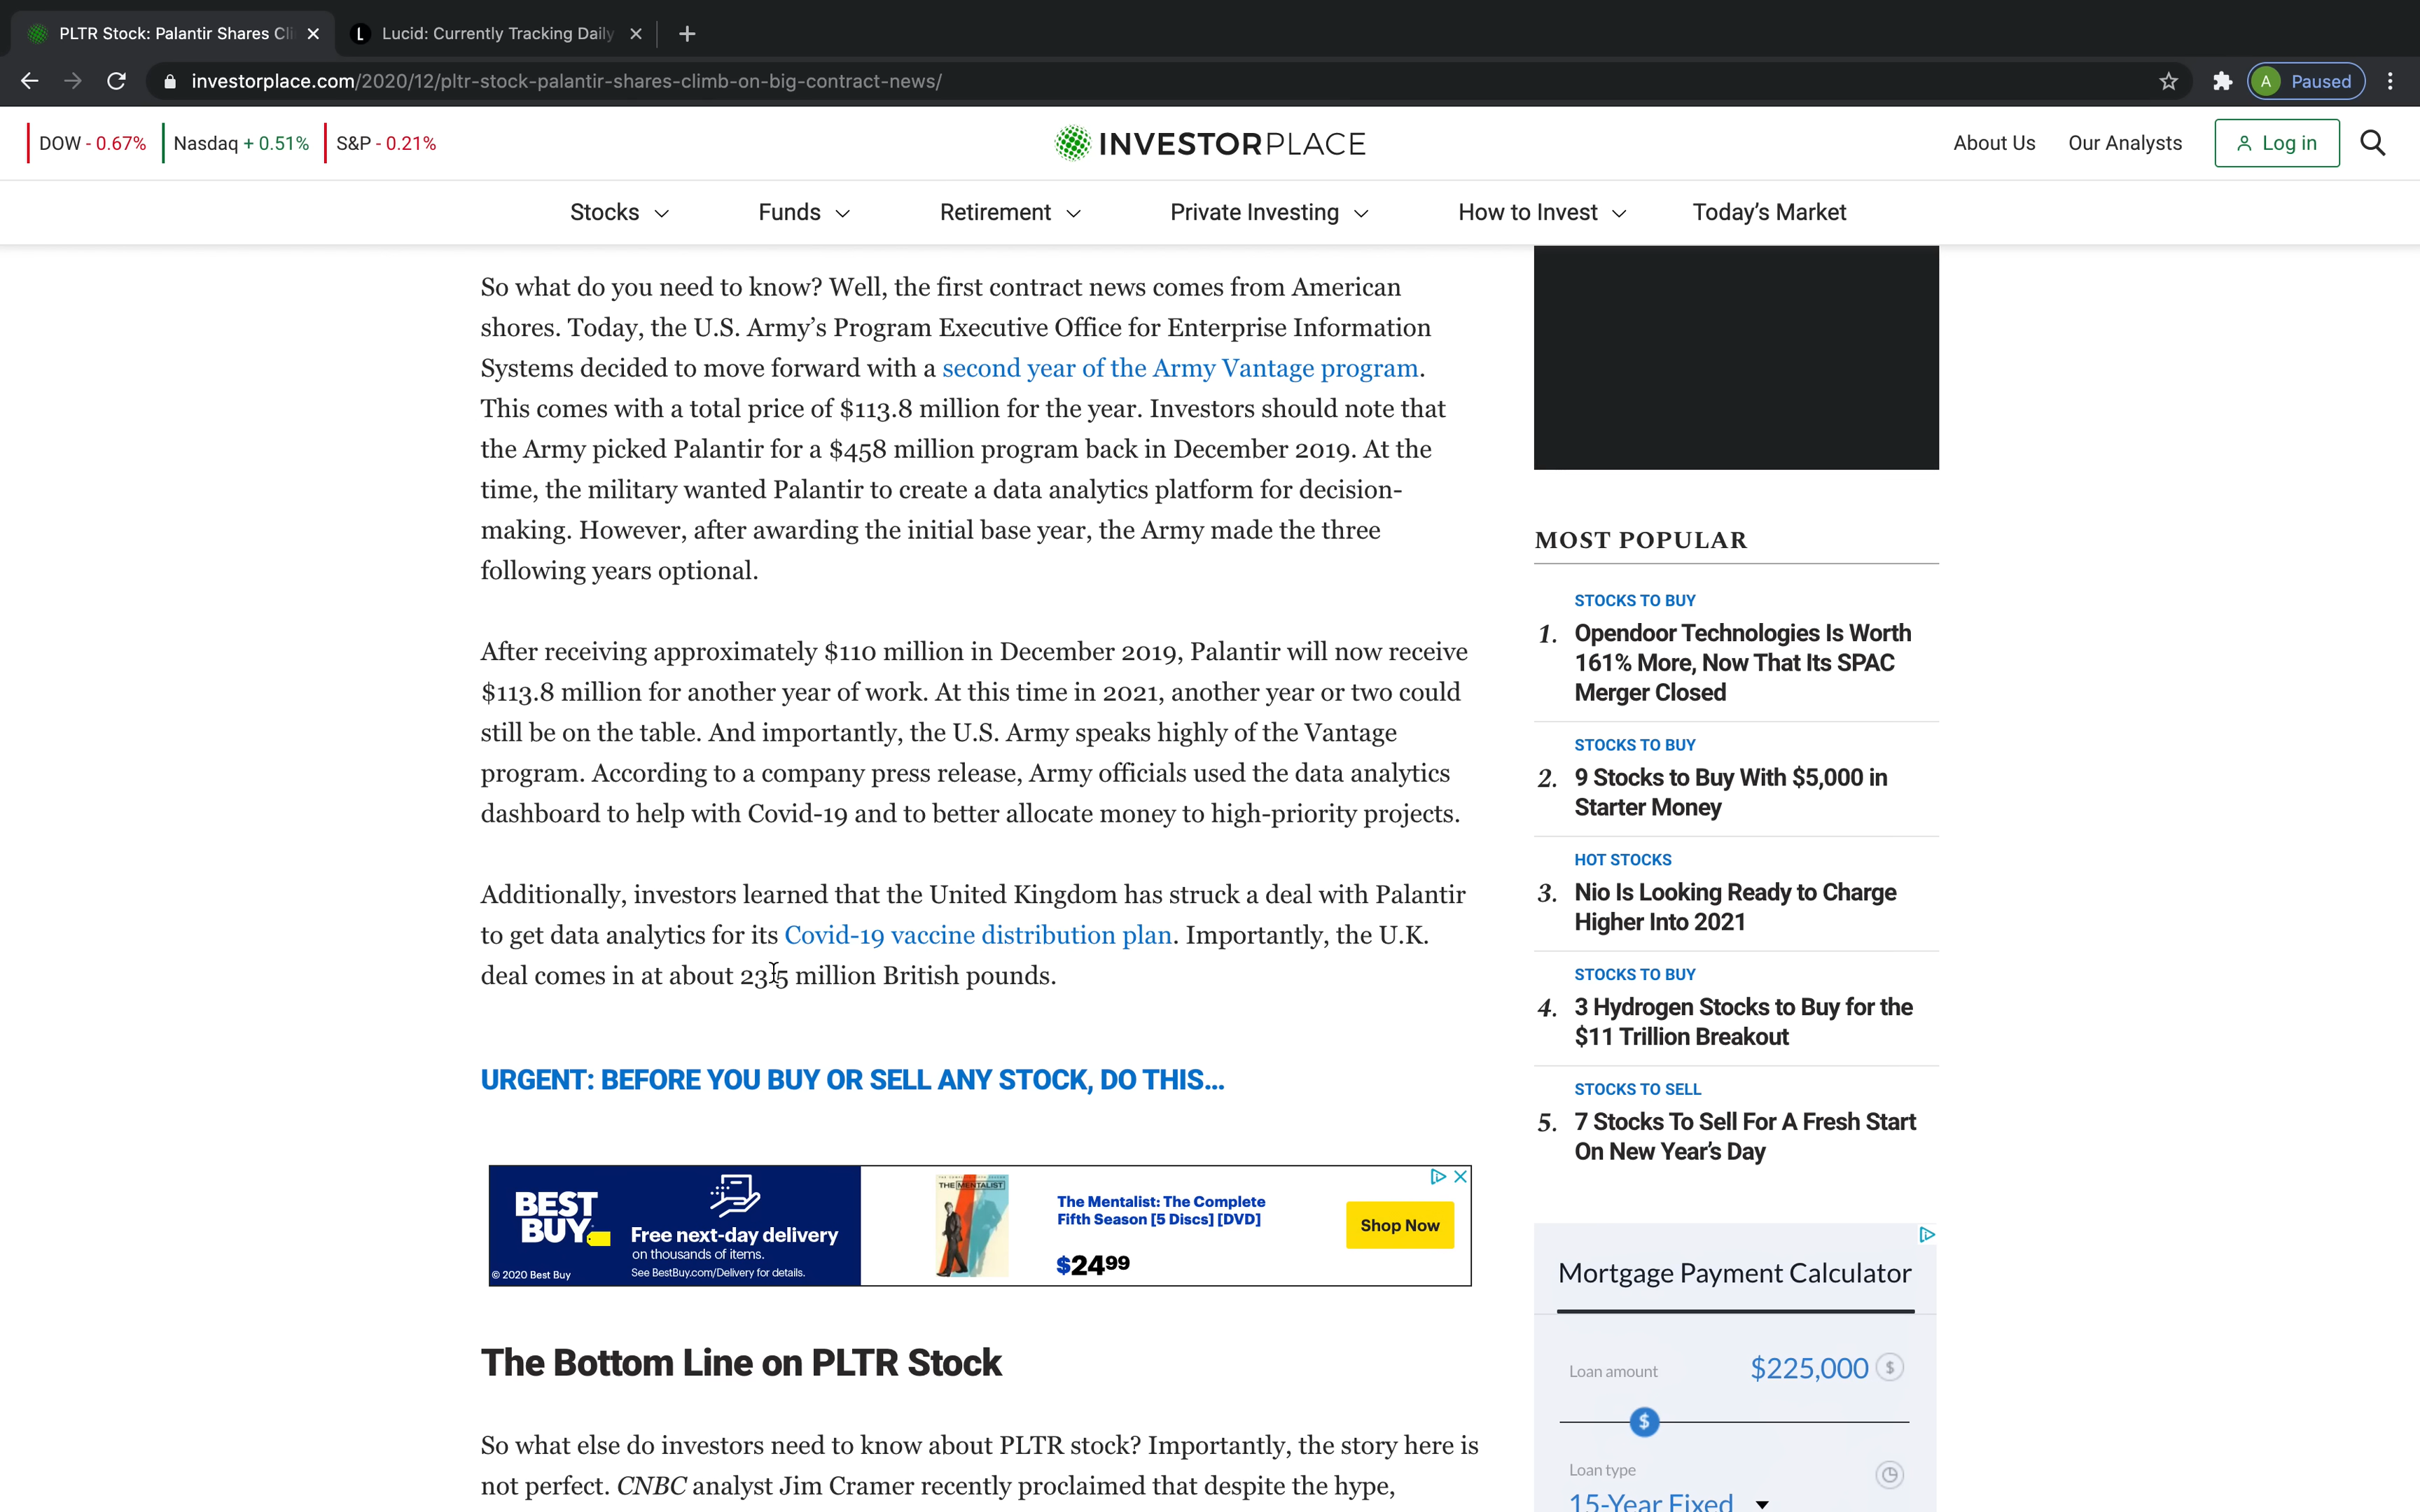 PLTR Stock: Palantir Shares Cli
Lucid: Currently Tracking Daily
investorplace.com/2020/12/pltr-stock-palantir-shares-climb-on-big-contract-news/
A Paused
DOW - 0.67% Nasdaq + 0.51% S&P - 0.21%
INVESTORPLACE
About Us Our Analysts Log in
Stocks Funds Retirement Private Investing How to Invest Today's Market
So what do you need to know? Well, the first contract news comes from American
shores. Today, the U.S. Army's Program Executive Office for Enterprise Information
Systems decided to move forward with a second year of the Army Vantage program.
This comes with a total price of $113.8 million for the year. Investors should note that
the Army picked Palantir for a $458 million program back in December 2019. At the
time, the military wanted Palantir to create a data analytics platform for decision-
making. However, after awarding the initial base year, the Army made the three
following years optional.
After receiving approximately $110 million in December 2019, Palantir will now receive
$113.8 million for another year of work. At this time in 2021, another year or two could
still be on the table. And importantly, the U.S. Army speaks highly of the Vantage
program. According to a company press release, Army officials used the data analytics
dashboard to help with Covid-19 and to better allocate money to high-priority projects.
Additionally, investors learned that the United Kingdom has struck a deal with Palantir
to get data analytics for its Covid-19 vaccine distribution plan. Importantly, the U.K.
deal comes in at about 23.5 million British pounds.
URGENT: BEFORE YOU BUY OR SELL ANY STOCK, DO THIS...
BEST
BUY
© 2020 Best Buy
Free next-day delivery
on thousands of items.
See BestBuy.com/Delivery for details.
THE MENTALIST
The Mentalist: The Complete
Fifth Season [5 Discs] [DVD]
$2499
Shop Now
The Bottom Line on PLTR Stock
So what else do investors need to know about PLTR stock? Importantly, the story here is
not perfect. CNBC analyst Jim Cramer recently proclaimed that despite the hype,
MOST POPULAR
STOCKS TO BUY
1. Opendoor Technologies Is Worth
161% More, Now That Its SPAC
Merger Closed
STOCKS TO BUY
2. 9 Stocks to Buy With $5,000 in
Starter Money
HOT STOCKS
3. Nio Is Looking Ready to Charge
Higher Into 2021
STOCKS TO BUY
4. 3 Hydrogen Stocks to Buy for the
$11 Trillion Breakout
STOCKS TO SELL
5. 7 Stocks To Sell For A Fresh Start
On New Year's Day
Mortgage Payment Calculator
Loan amount $225,000 $
$
Loan type
15-Year Fixed